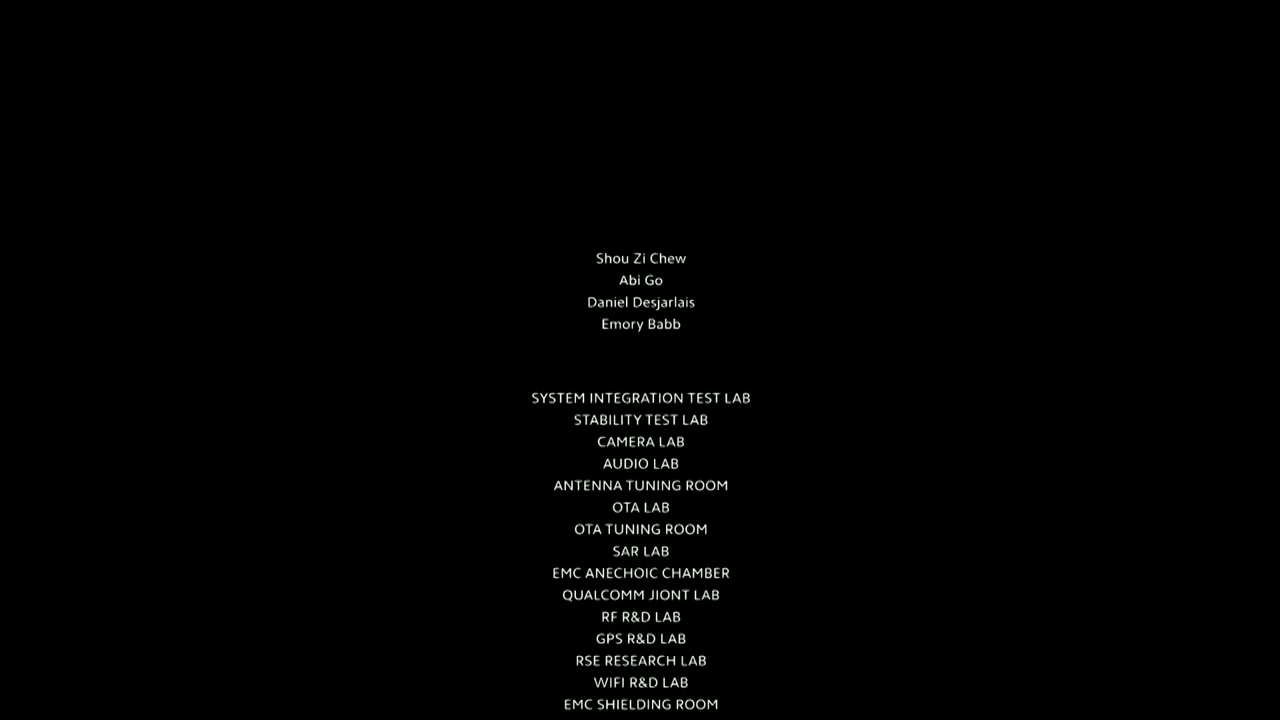 Shou Zi Chew
Abi Go
Daniel Desjarlais
Emory Babb
SYSTEM INTEGRATION TEST LAB
STABILITY TEST LAB
CAMERA LAB
AUDIO LAB
ANTENNA TUNING ROOM
OTA LAB
OTA TUNING ROOM
SAR LAB
EMC ANECHOIC CHAMBER
QUALCOMM JIONT LAB
RF R&D LAB
GPS R&D LAB
RSE RESEARCH LAB
WIFI R&D LAB
EMC SHIELDING ROOM